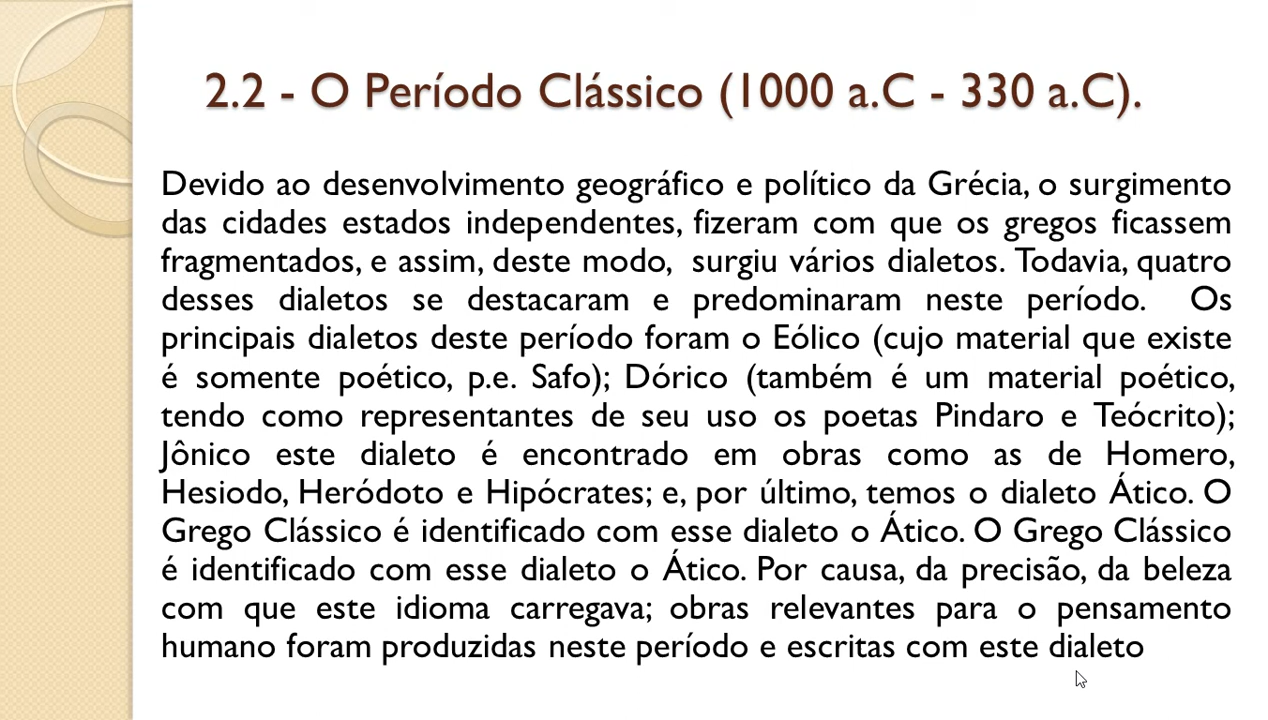 2.2 - O Período Clássico (1000 a.C - 330 a.C).
Devido ao desenvolvimento geográfico e político da Grécia, o surgimento
das cidades estados independentes, fizeram com que os gregos ficassem
fragmentados, e assim, deste modo, surgiu vários dialetos. Todavia, quatro
desses dialetos se destacaram e predominaram neste período. Os
principais dialetos deste período foram o Eólico (cujo material que existe
é somente poético, p.e. Safo); Dórico (também é um material poético,
tendo como representantes de seu uso os poetas Pindaro e Teócrito);
Jônico este dialeto é encontrado em obras como as de Homero,
Hesiodo, Heródoto e Hipócrates; e, por último, temos o dialeto Ático. O
Grego Clássico é identificado com esse dialeto o Ático. O Grego Clássico
é identificado com esse dialeto o Ático. Por causa, da precisão, da beleza
com que este idioma carregava; obras relevantes para o pensamento
humano foram produzidas neste período e escritas com este dialeto